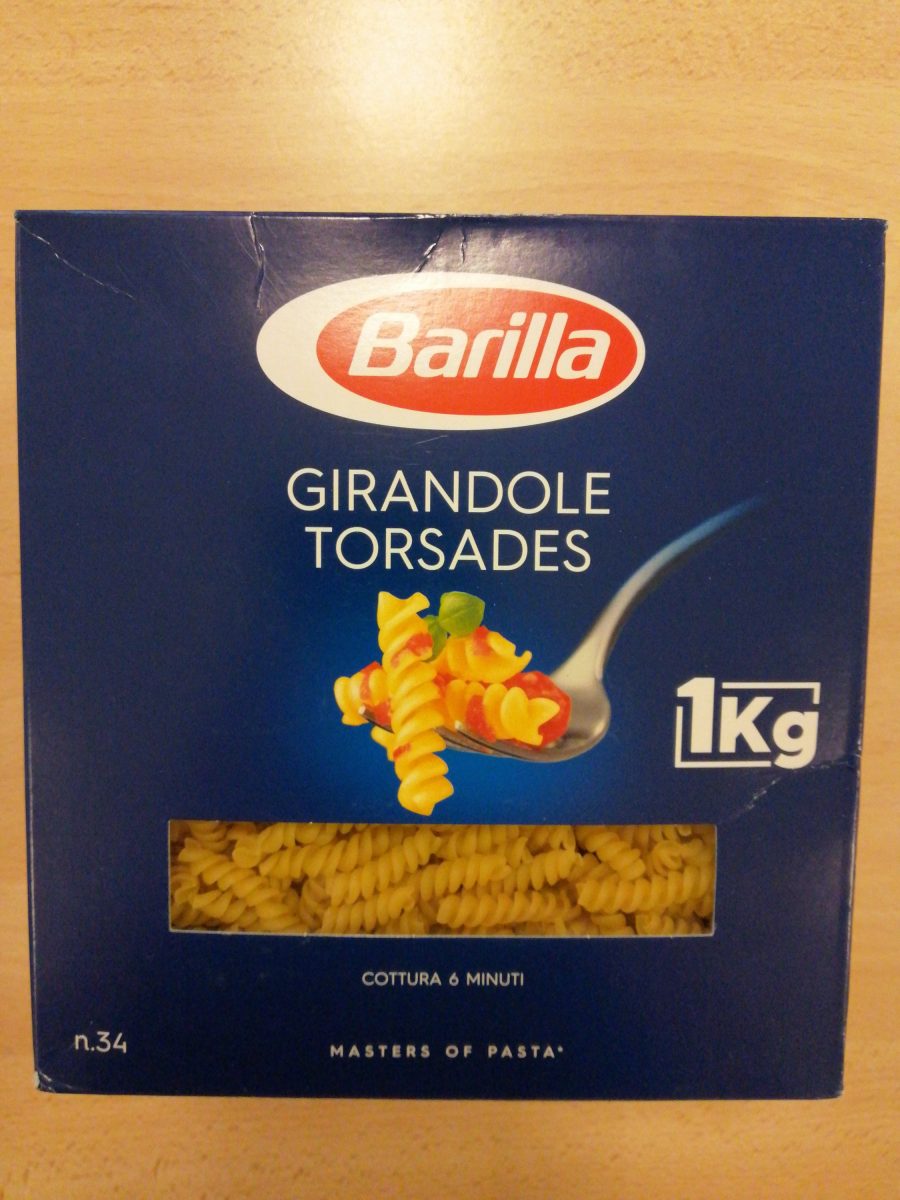 Barilla
GIRANDOLE
TORSADES
1Kg
COTTURA 6 MINUTI
n.34
MASTERS OF PASTA®